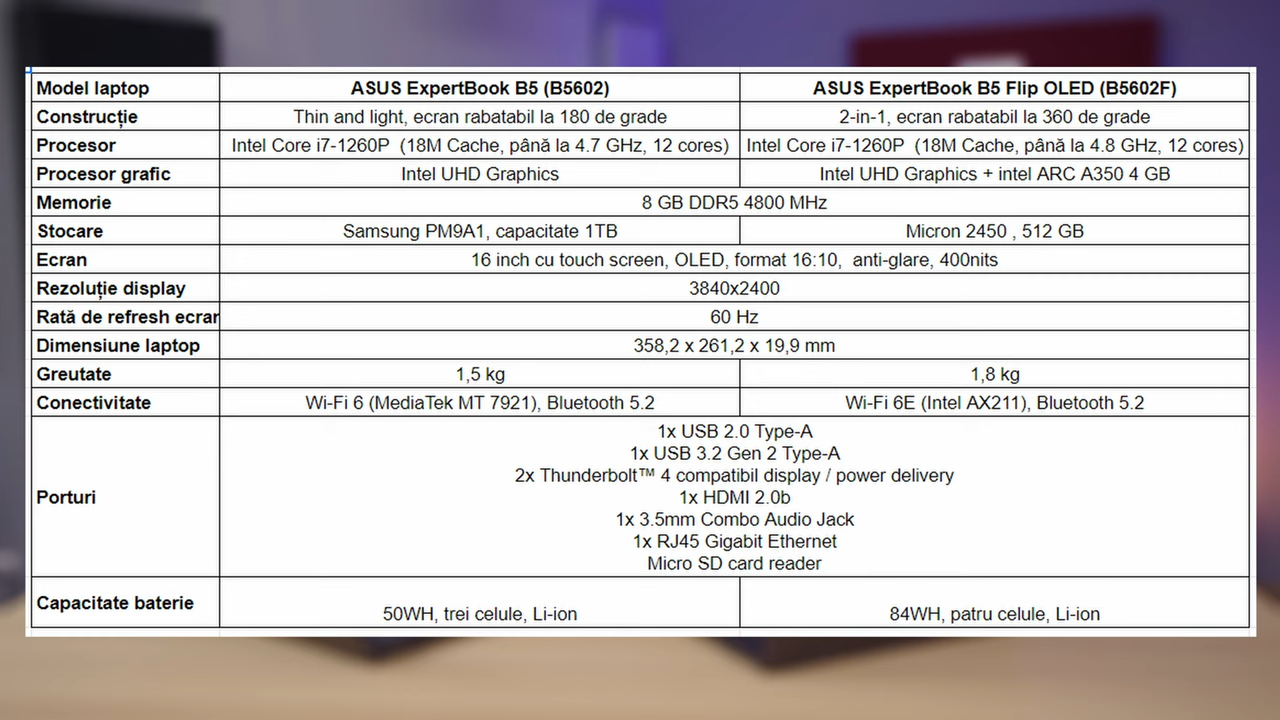 Model laptop ASUS ExpertBook B5 (B5602) ASUS ExpertBook B5 Flip OLED (B5602F)
Construcție Thin and light, ecran rabatabil la 180 de grade 2-in-1, ecran rabatabil la 360 de grade
Procesor Intel Core i7-1260P (18M Cache, până la 4.7 GHz, 12 cores) Intel Core i7-1260P (18M Cache, până la 4.8 GHz, 12 cores)
Procesor grafic Intel UHD Graphics Intel UHD Graphics + intel ARC A350 4 GB
Memorie 8 GB DDR5 4800 MHz
Stocare Samsung PM9A1, capacitate 1TB Micron 2450 , 512 GB
Ecran 16 inch cu touch screen, OLED, format 16:10, anti-glare, 400nits
Rezoluție display 3840x2400
Rată de refresh ecrar 60 Hz
Dimensiune laptop 358,2 x 261,2 x 19,9 mm
Greutate 1,5 kg 1,8 kg
Conectivitate Wi-Fi 6 (MediaTek MT 7921), Bluetooth 5.2 Wi-Fi 6E (Intel AX211), Bluetooth 5.2
Porturi
1x USB 2.0 Type-A
1x USB 3.2 Gen 2 Type-A
2x Thunderbolt™ 4 compatibil display / power delivery
1x HDMI 2.0b
1x 3.5mm Combo Audio Jack
1x RJ45 Gigabit Ethernet
Micro SD card reader
Capacitate baterie 50WH, trei celule, Li-ion 84WH, patru celule, Li-ion